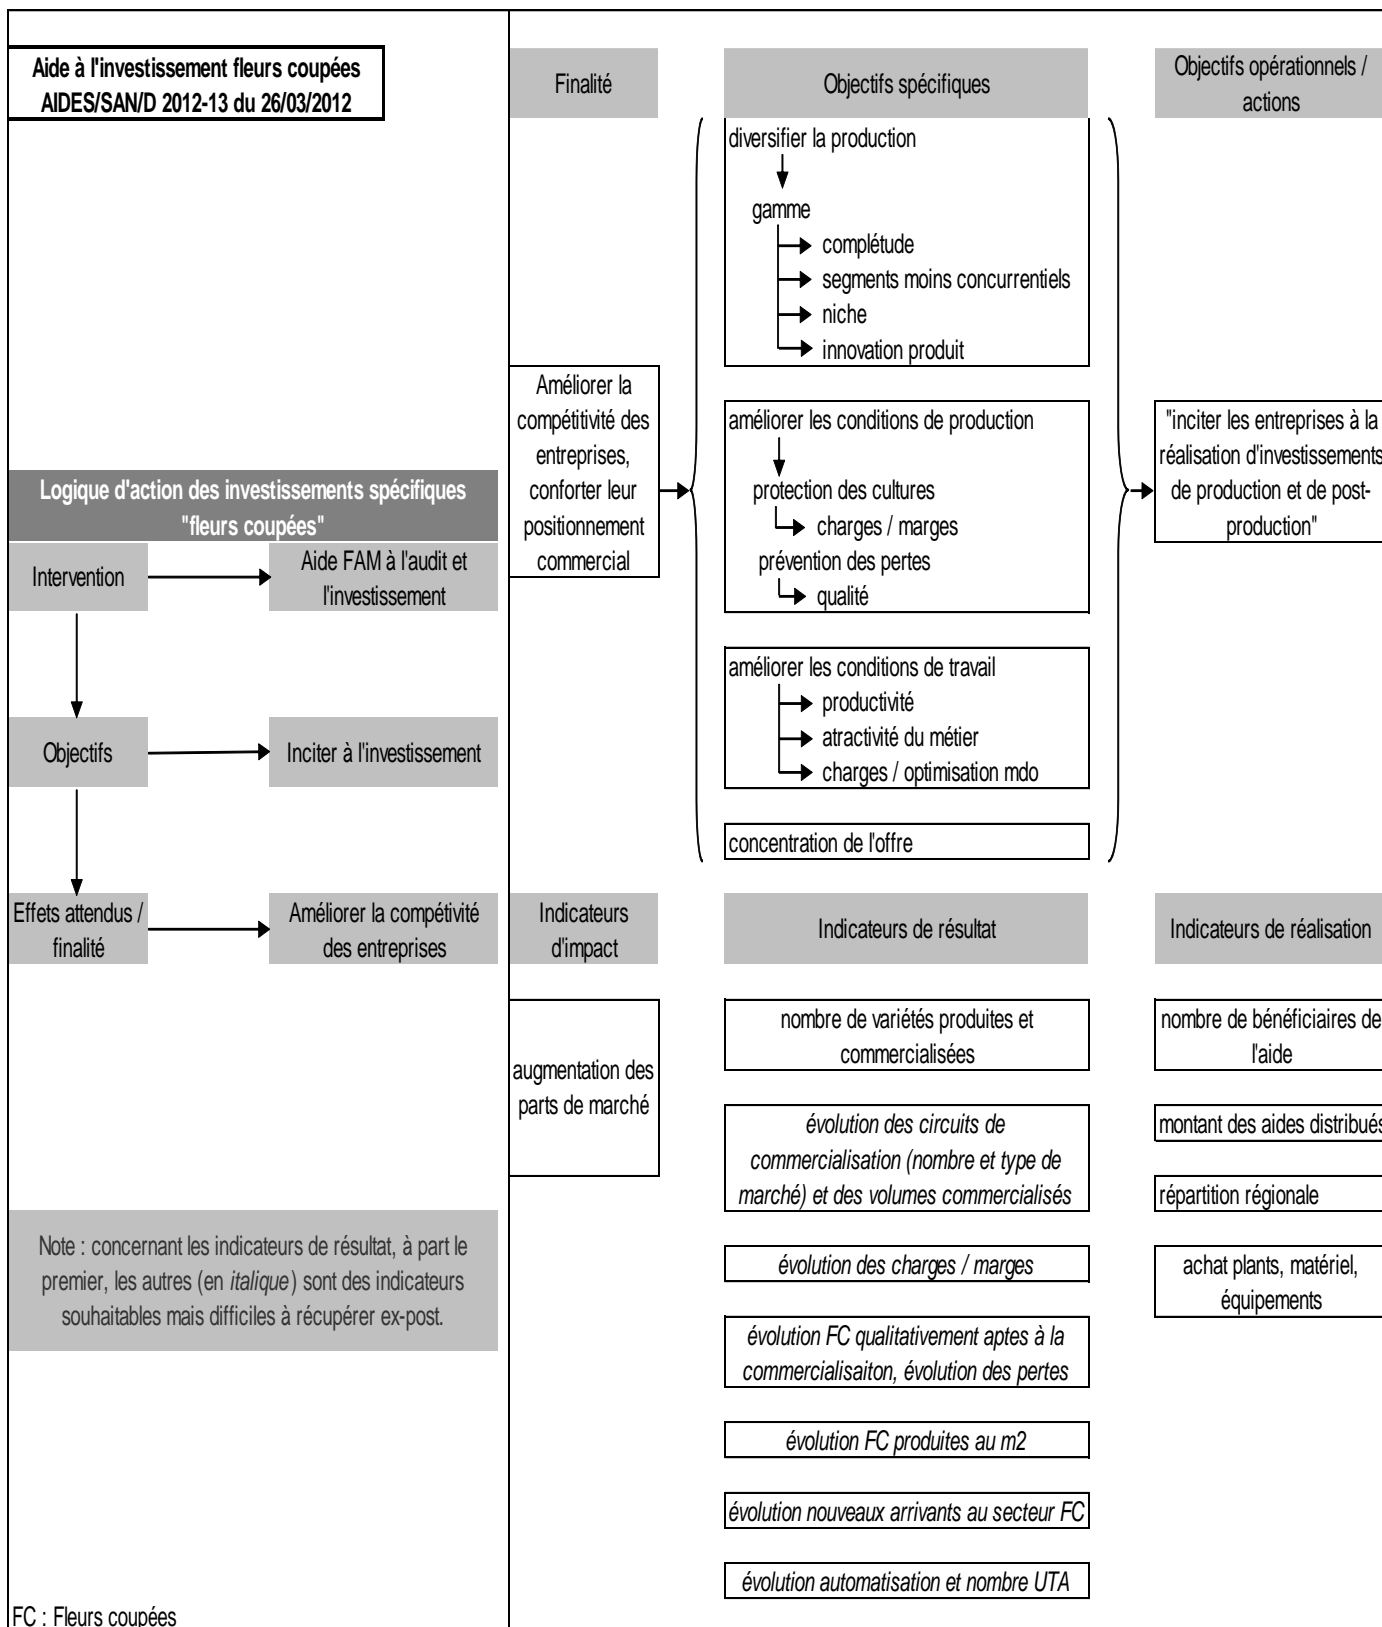 Aide à l'investissement fleurs coupées
AIDES/SAN/D 2012-13 du 26/03/2012
Logique d'action des investissements spécifiques
"fleurs coupées"
Intervention
Aide FAM à l'audit et
l'investissement
Objectifs
Inciter à l'investissement
Effets attendus /
finalité
Améliorer la compétivité
des entreprises
Note : concernant les indicateurs de résultat, à part le
premier, les autres (en italique) sont des indicateurs
souhaitables mais difficiles à récupérer ex-post.
FC : Fleurs coupées
Finalité
Améliorer la
compétitivité des
entreprises,
conforter leur
positionnement
commercial
Objectifs spécifiques
diversifier la production
gamme
complétude
segments moins concurrentiels
niche
innovation produit
améliorer les conditions de production
protection des cultures
charges / marges
prévention des pertes
qualité
améliorer les conditions de travail
productivité
atractivité du métier
charges / optimisation mdo
concentration de l'offre
Objectifs opérationnels /
actions
"inciter les entreprises à la
réalisation d'investissements
de production et de post-
production"
Indicateurs
d'impact
augmentation des
parts de marché
Indicateurs de résultat
nombre de variétés produites et
commercialisées
évolution des circuits de
commercialisation (nombre et type de
marché) et des volumes commercialisés
évolution des charges / marges
évolution FC qualitativement aptes à la
commercialisaiton, évolution des pertes
évolution FC produites au m2
évolution nouveaux arrivants au secteur FC
évolution automatisation et nombre UTA
Indicateurs de réalisation
nombre de bénéficiaires de
l'aide
montant des aides distribués
répartition régionale
achat plants, matériel,
équipements